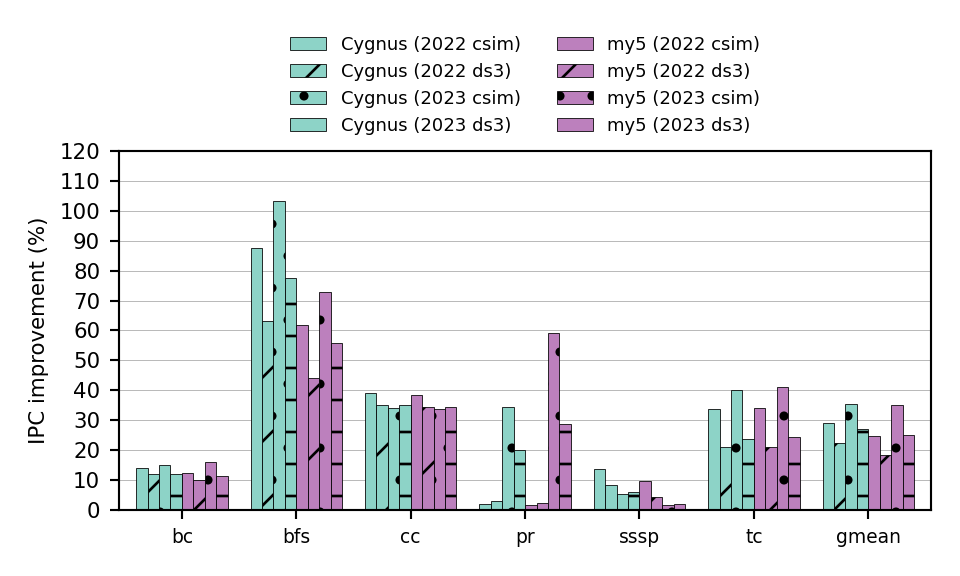 Cygnus (2022 csim) my5 (2022 csim)
Cygnus (2022 ds3) my5 (2022 ds3)
Cygnus (2023 csim) my5 (2023 csim)
Cygnus (2023 ds3) my5 (2023 ds3)
IPC improvement (%)
120
110
100
90
80
70
60
50
40
30
20
10
0
bc bfs cc pr sssp tc gmean